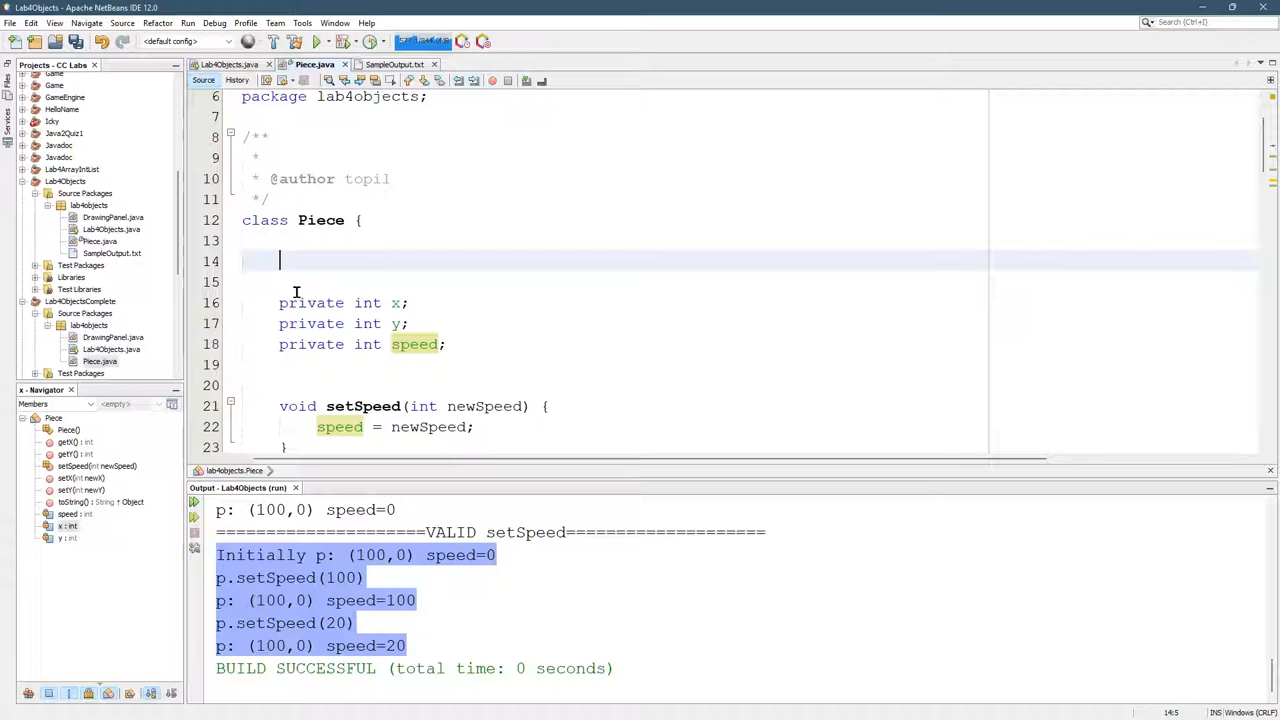 Lab4Objects - Apache NetBeans IDE 12.0
File Edit View Navigate Source Refactor Run Debug Profile Team Tools Window Help
Search (Ctrl+I)
<default config>
Projects - CC Labs
Lab4Objects.java Piece.java SampleOutput.txt
Source History
Files
Services
Game
Game
GameEngine
HelloName
Icky
Java2Quiz1
Javadoc
Javadoc
Lab4ArrayIntList
Lab4Objects
Source Packages
lab4objects
DrawingPanel.java
Lab4Objects.java
Piece.java
SampleOutput.txt
Test Packages
Libraries
Test Libraries
Lab4ObjectsComplete
Source Packages
lab4objects
DrawingPanel.java
Lab4Objects.java
Piece.java
Test Packages
6 package lab4objects;
7
8 /**
9 *
10 * @author topil
11 */
12 class Piece {
13
14
15
16 private int x;
17 private int y;
18 private int speed;
19
20
21 void setSpeed(int newSpeed) {
22 speed = newSpeed;
23 }
lab4objects.Piece
x - Navigator
Members <empty>
Piece
Piece()
getX() : int
getY() : int
setSpeed(int newSpeed)
setX(int newX)
setY(int newY)
toString() : String ↑ Object
speed : int
x : int
y : int
Output - Lab4Objects (run)
p: (100,0) speed=0
=====================VALID setSpeed===================
Initially p: (100,0) speed=0
p.setSpeed(100)
p: (100,0) speed=100
p.setSpeed(20)
p: (100,0) speed=20
BUILD SUCCESSFUL (total time: 0 seconds)
14:5 INS Windows (CRLF)